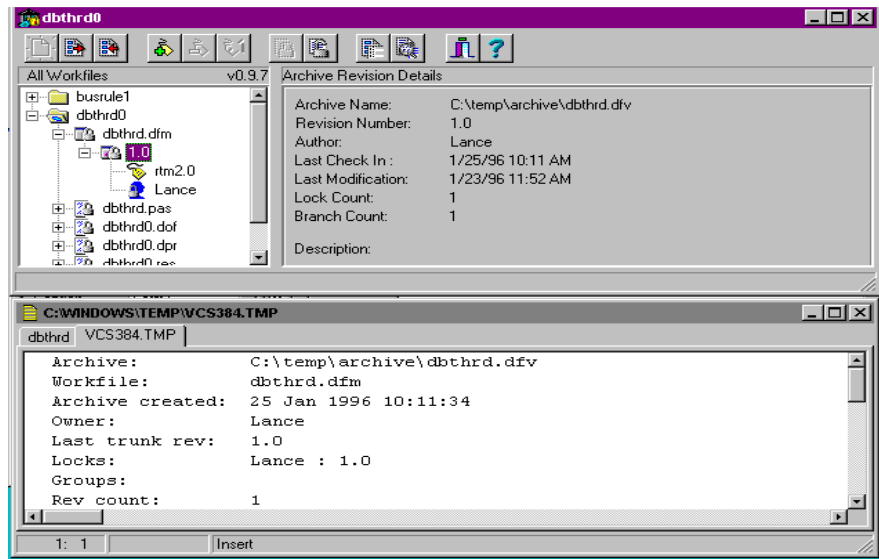 dbthrd0
All Workfiles v0.9.7
Archive Revision Details
busrule1
dbthrd0
dbthrd.dfm
1.0
rtm2.0
Lance
dbthrd.pas
dbthrd0.dof
dbthrd0.dpr
dbthrd0.res
Archive Name: C:\temp\archive\dbthrd.dfv
Revision Number: 1.0
Author: Lance
Last Check In : 1/25/96 10:11 AM
Last Modification: 1/23/96 11:52 AM
Lock Count: 1
Branch Count: 1
Description:
C:\WINDOWS\TEMP\VCS384.TMP
dbthrd VCS384.TMP
Archive: C:\temp\archive\dbthrd.dfv
Workfile: dbthrd.dfm
Archive created: 25 Jan 1996 10:11:34
Owner: Lance
Last trunk rev: 1.0
Locks: Lance : 1.0
Groups:
Rev count: 1
1: 1 Insert